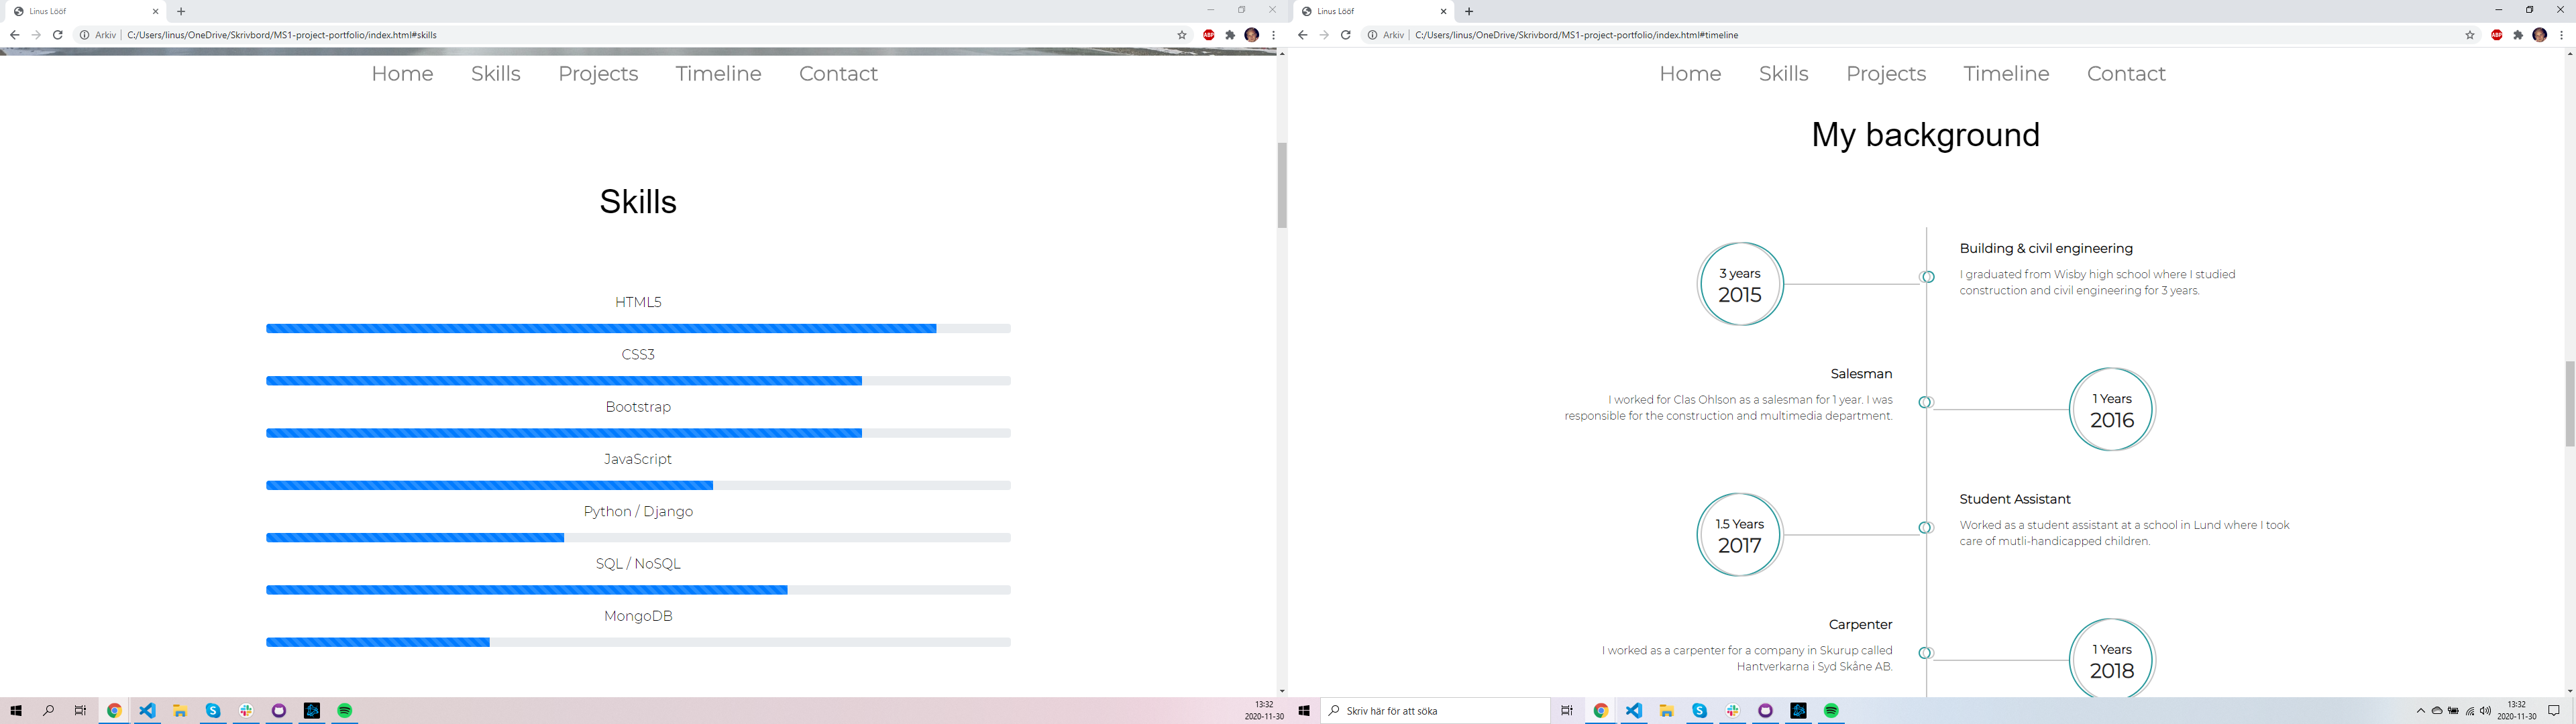 Linus Lööf
Arkiv
C:/Users/linus/OneDrive/Skrivbord/MS1-project-portfolio/index.html#skills
ABP
Home Skills Projects Timeline Contact
Skills
HTML5
CSS3
Bootstrap
JavaScript
Python / Django
SQL / NoSQL
MongoDB
13:32
2020-11-30
Linus Lööf
Arkiv
C:/Users/linus/OneDrive/Skrivbord/MS1-project-portfolio/index.html#timeline
ABP
Home Skills Projects Timeline Contact
My background
3 years
2015
Building & civil engineering
I graduated from Wisby high school where I studied
construction and civil engineering for 3 years.
Salesman
I worked for Clas Ohlson as a salesman for 1 year. I was
responsible for the construction and multimedia department.
1 Years
2016
1.5 Years
2017
Student Assistant
Worked as a student assistant at a school in Lund where I took
care of mutli-handicapped children.
Carpenter
I worked as a carpenter for a company in Skurup called
Hantverkarna i Syd Skåne AB.
1 Years
2018
Skriv här för att söka
13:32
2020-11-30